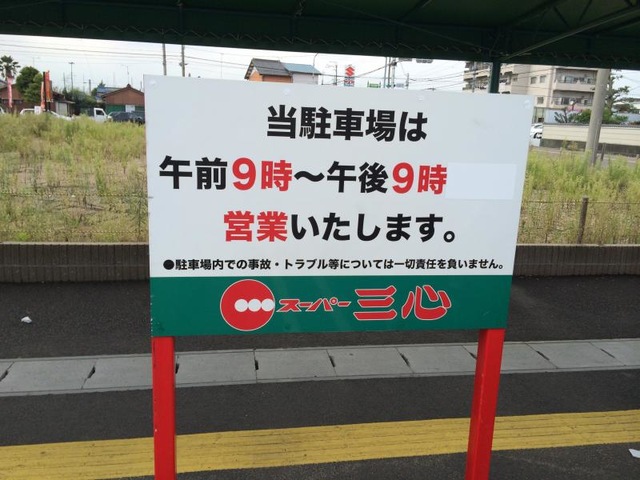 当駐車場は
午前9時～午後9時
営業いたします。
●駐車場内での事故・トラブル等については一切責任を負いません。
スーパー三心